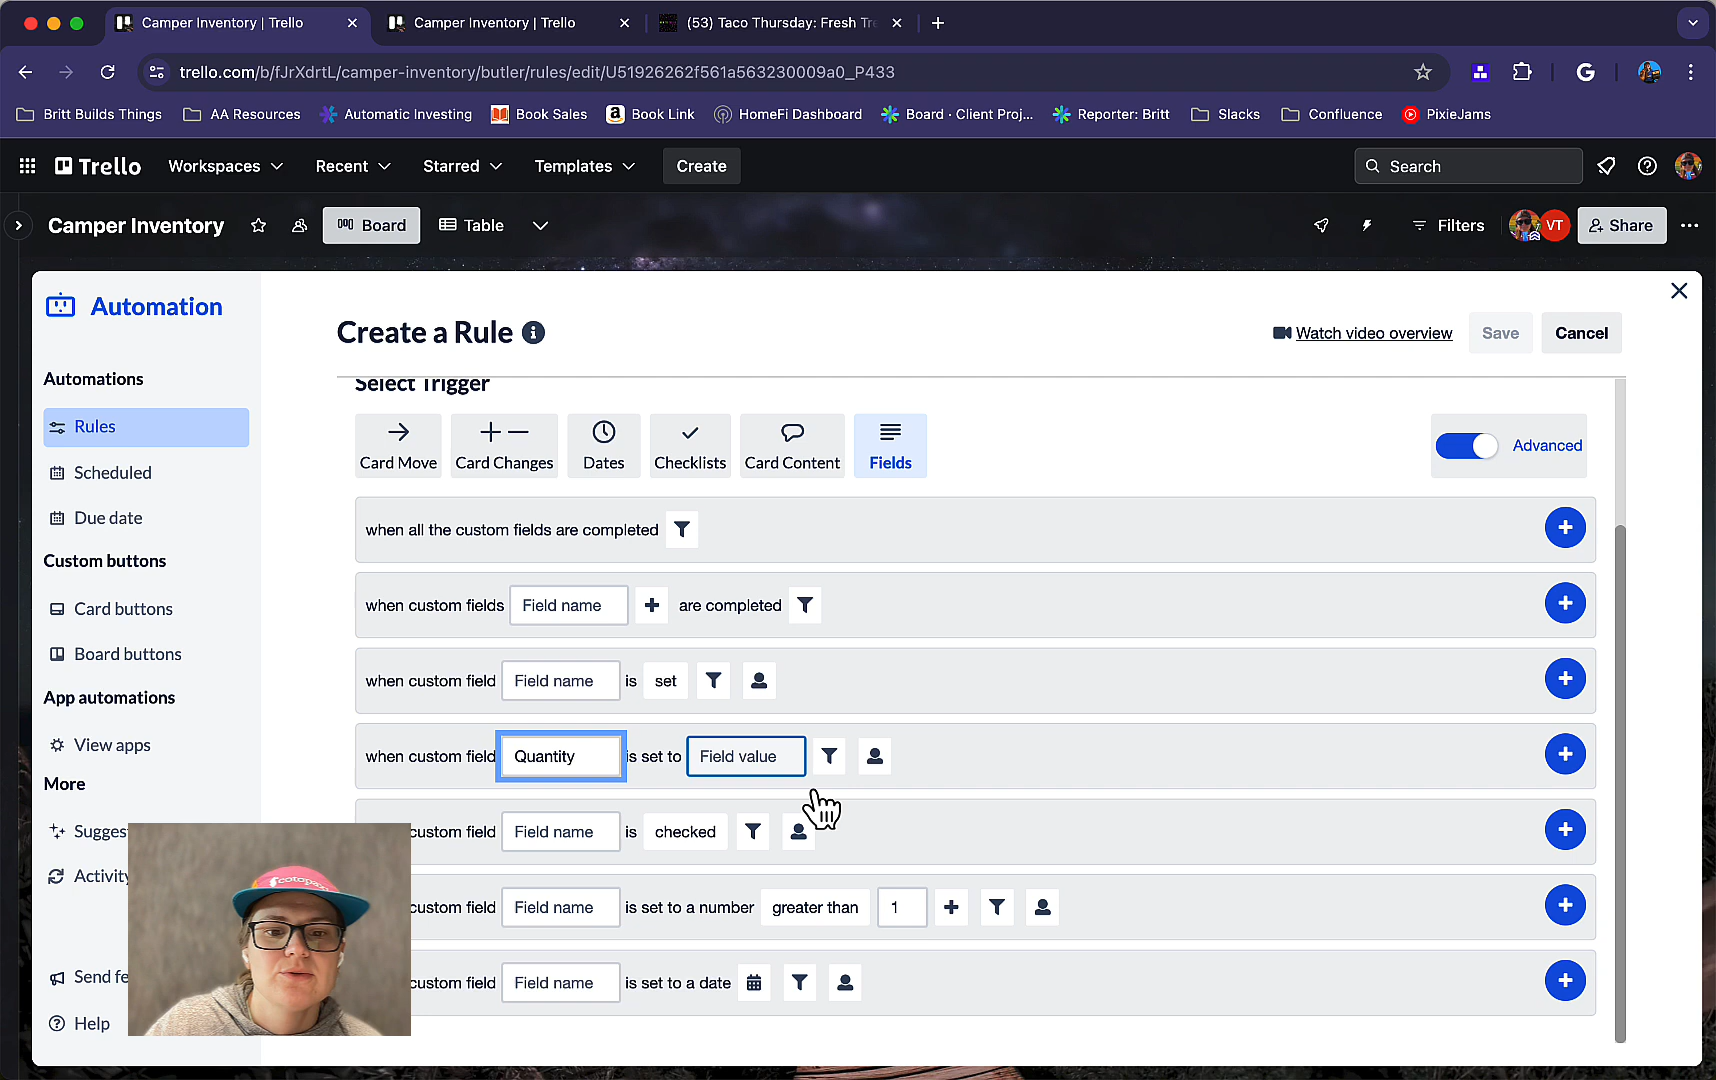 Camper Inventory | Trello
Camper Inventory | Trello
(53) Taco Thursday: Fresh Tre
trello.com/b/fJrXdrtL/camper-inventory/butler/rules/edit/U51926262f561a563230009a0_P433
G
Britt Builds Things
AA Resources
Automatic Investing
Book Sales
Book Link
HomeFi Dashboard
Board · Client Proj...
Reporter: Britt
Slacks
Confluence
PixieJams
Trello
Workspaces
Recent
Starred
Templates
Create
Search
Camper Inventory
Board
Table
Filters
VT
Share
Automation
Automations
Rules
Scheduled
Due date
Custom buttons
Card buttons
Board buttons
App automations
View apps
More
Sugges
Activity
Send fe
Help
Create a Rule
Watch video overview
Save
Cancel
Select Trigger
Card Move
Card Changes
Dates
Checklists
Card Content
Fields
Advanced
when all the custom fields are completed
when custom fields Field name are completed
when custom field Field name is set
when custom field Quantity is set to Field value
custom field Field name is checked
custom field Field name is set to a number greater than 1
custom field Field name is set to a date
cotopaxi